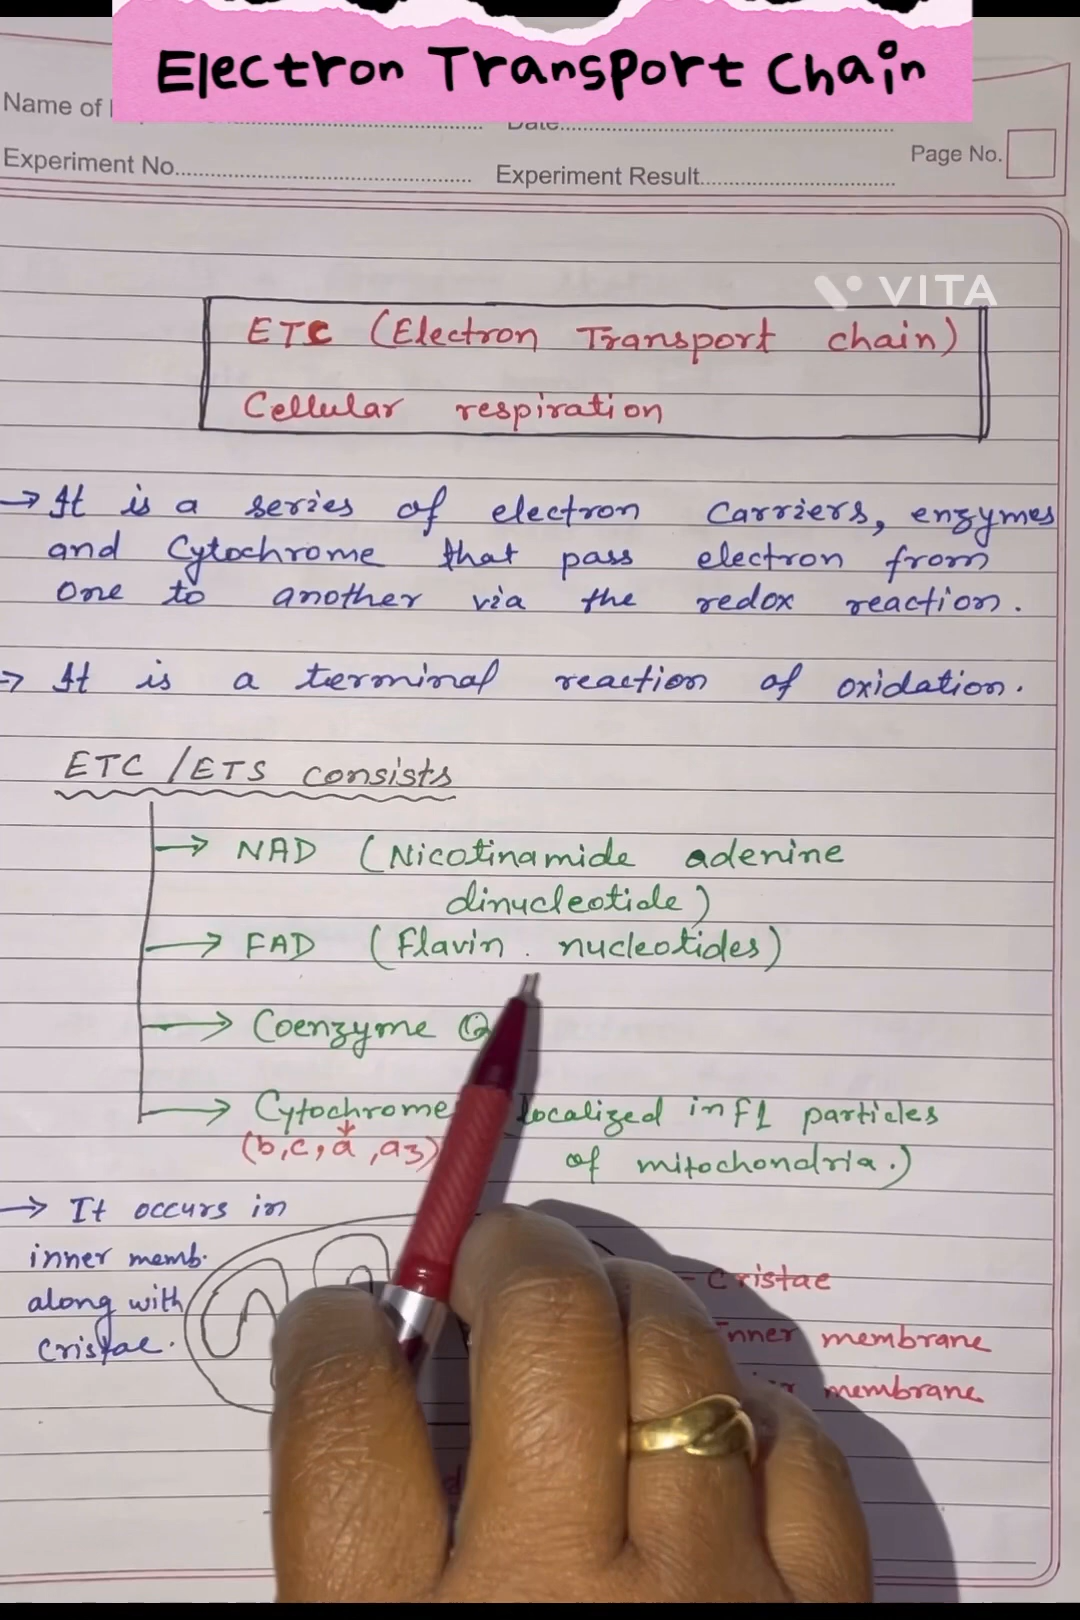 Electron Transport Chain
Name of
Date
Experiment No.
Experiment Result
Page No.
VITA
ETC (Electron Transport chain)
Cellular respiration
→ It is a series of electron carriers, enzymes
and Cytochrome that pass electron from
one to another via the redox reaction.
→ It is a terminal reaction of oxidation.
ETC /ETS consists
→ NAD (Nicotinamide adenine
dinucleotide)
→ FAD (Flavin nucleotides)
→ Coenzyme Q
→ Cytochrome localized in F1 particles
(b, c, a, a3) of mitochondria.)
→ It occurs in
inner memb.
along with
cristae.
cristae
Inner membrane
membrane